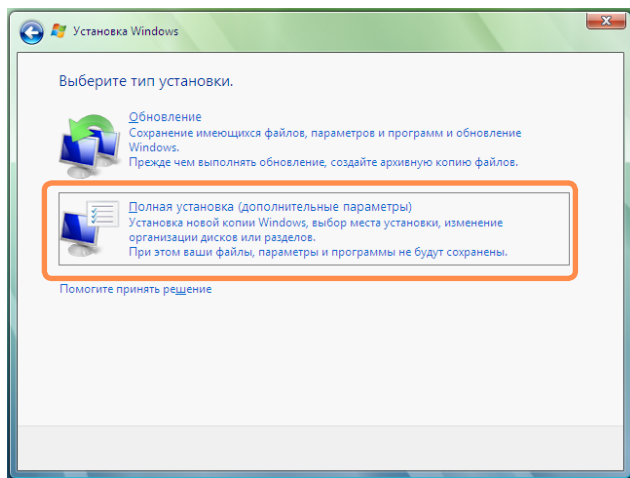 Установка Windows
Выберите тип установки.
Обновление
Сохранение имеющихся файлов, параметров и программ и обновление
Windows.
Прежде чем выполнять обновление, создайте архивную копию файлов.
Полная установка (дополнительные параметры)
Установка новой копии Windows, выбор места установки, изменение
организации дисков или разделов.
При этом ваши файлы, параметры и программы не будут сохранены.
Помогите принять решение